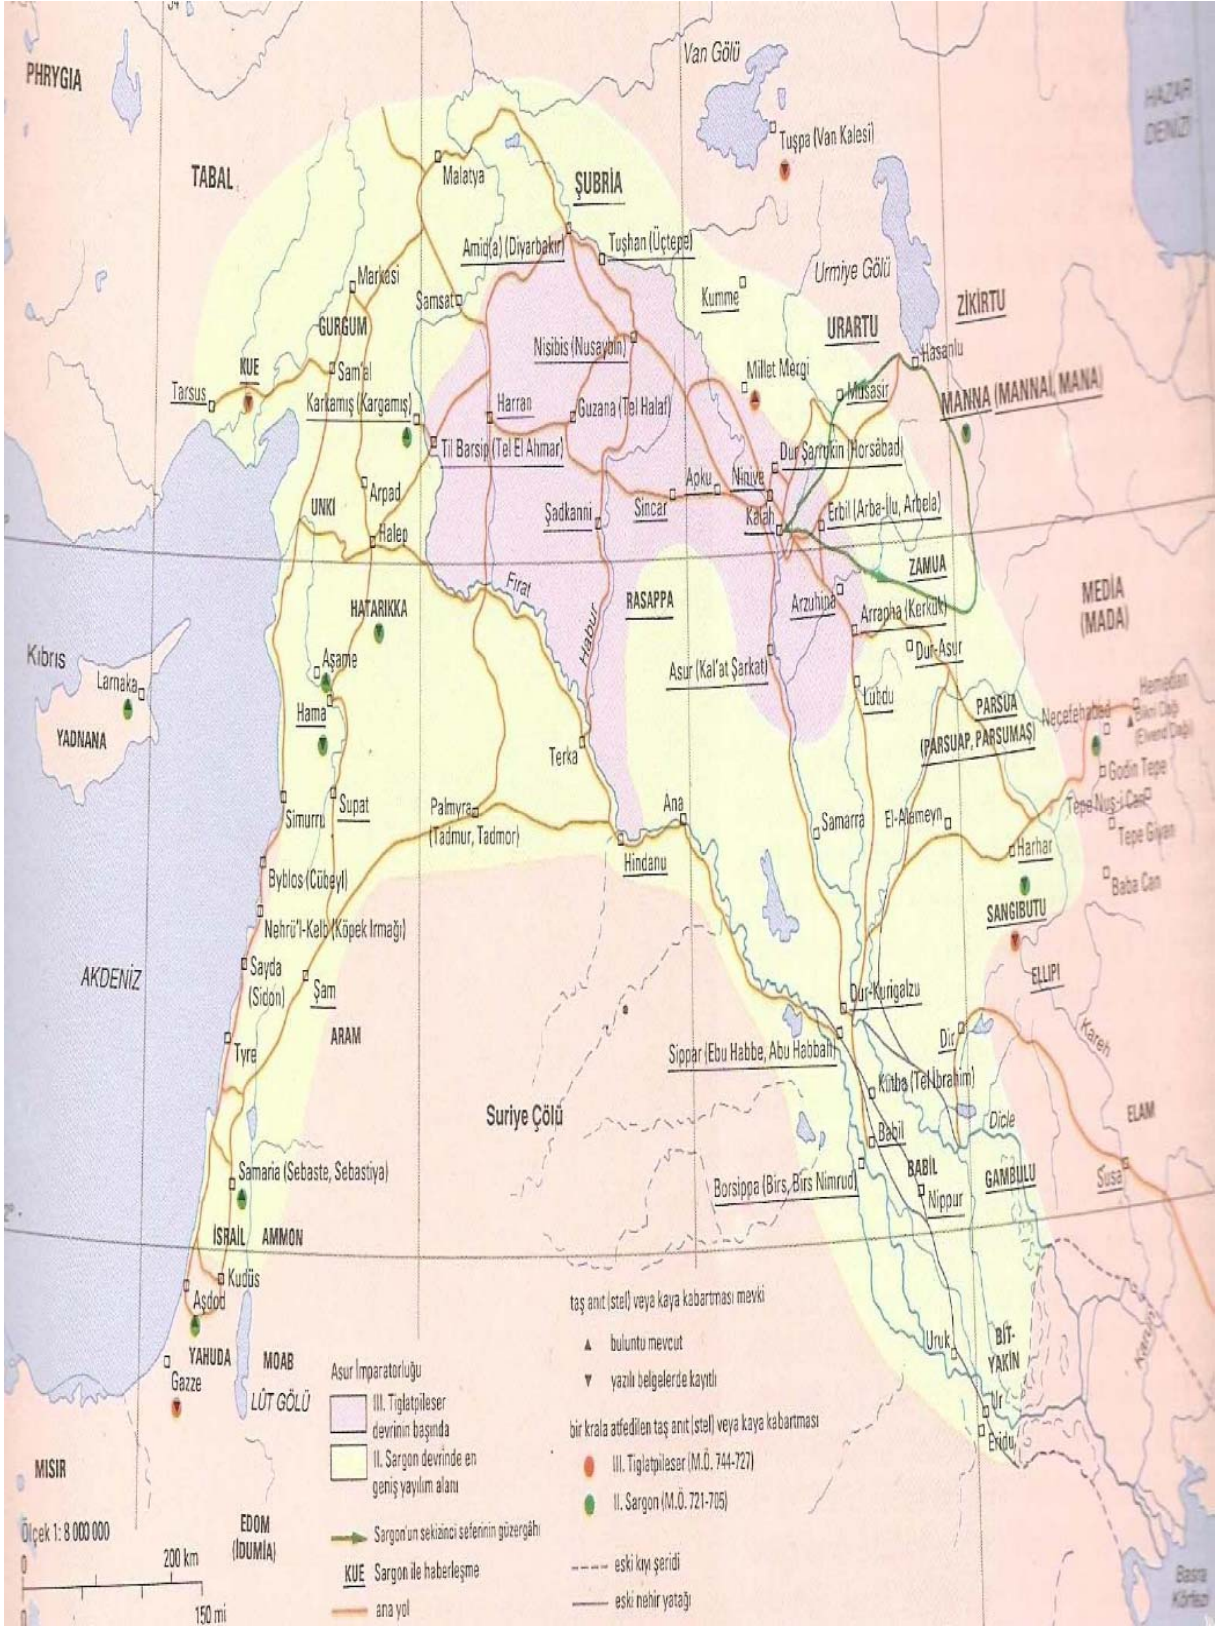 PHRYGIA
Van Gölü
HAZAR
DENİZİ
Tuşpa (Van Kalesi)
TABAL
Malatya
ŞUBRİA
Amid(a) (Diyarbakır)
Tuşhan (Üçtepe)
Urmiye Gölü
Markasi
Samsat
Kumme
ZİKİRTU
GURGUM
URARTU
Nisibis (Nusaybin)
Hasanlu
KUE
Sam'al
Millet Mergi
Tarsus
Musasir
MANNA (MANNAI, MANA)
Karkamış (Kargamış)
Harran
Guzana (Tel Halaf)
Til Barsip (Tel El Ahmar)
Dur Şarrukin (Horsâbad)
Arpad
Apku
Ninive
UNKI
Şadkanni
Sincar
Kalah
Erbil (Arba-İlu, Arbela)
Halep
ZAMUA
Fırat
MEDİA
(MADA)
HATARIKKA
RASAPPA
Arzuhina
Arrapha (Kerkük)
Habur
Kıbrıs
Aşame
Asur (Kal'at Şarkat)
Dur-Asur
Larnaka
Hama
Lubdu
PARSUA
(PARSUAP, PARSUMAŞ)
Hemedan
Necefehabad
Bikni Dağı
(Elvend Dağı)
YADNANA
Terka
Godin Tepe
Simurru
Supat
Palmyra
(Tadmur, Tadmor)
Ana
Samarra
El-Alameyn
Tepe Nuş-i Can
Tepe Giyan
Hindanu
Harhar
Byblos (Cübeyl)
Baba Can
Nehrü'l-Kelb (Köpek Irmağı)
SANGIBUTU
AKDENİZ
Sayda
(Sidon)
Şam
ELLIPI
Dur-Kurigalzu
ARAM
Dir
Kareh
Tyre
Sippar (Ebu Habbe, Abu Habbah)
Kutha (Tel İbrahim)
Suriye Çölü
Dicle
ELAM
Babil
Samaria (Sebaste, Sebastiya)
BABİL
GAMBULU
Susa
Borsippa (Birs, Birs Nimrud)
Nippur
İSRAİL
AMMON
Kudüs
Aşdod
Uruk
BİT-
YAKİN
Karun
YAHUDA
MOAB
Gazze
LÛT GÖLÜ
Ur
Eridu
MISIR
EDOM
(İDUMİA)
Basra
Körfezi
Ölçek 1: 8 000 000
0
200 km
0
150 mi
Asur İmparatorluğu
III. Tiglatpileser
devrinin başında
II. Sargon devrinde en
geniş yayılım alanı
Sargon'un sekizinci seferinin güzergâhı
KUE Sargon ile haberleşme
ana yol
taş anıt (stel) veya kaya kabartması mevki
buluntu mevcut
yazılı belgelerde kayıtlı
bir krala atfedilen taş anıt (stel) veya kaya kabartması
III. Tiglatpileser (M.Ö. 744-727)
II. Sargon (M.Ö. 721-705)
eski kıyı şeridi
eski nehir yatağı